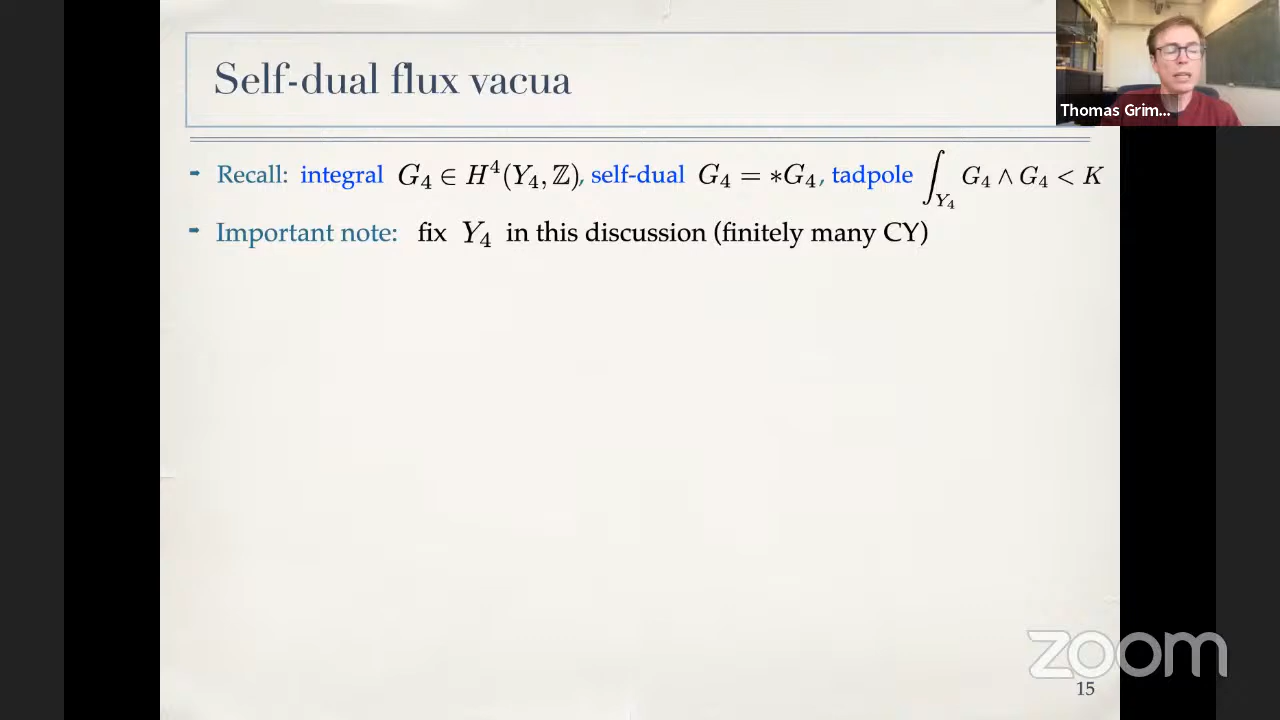 Self-dual flux vacua
Thomas Grim...
➡ Recall: integral G₄ ∈ H⁴(Y₄, ℤ), self-dual G₄ = *G₄, tadpole ∫_{Y₄} G₄ ∧ G₄ < K
➡ Important note: fix Y₄ in this discussion (finitely many CY)
zoom
15